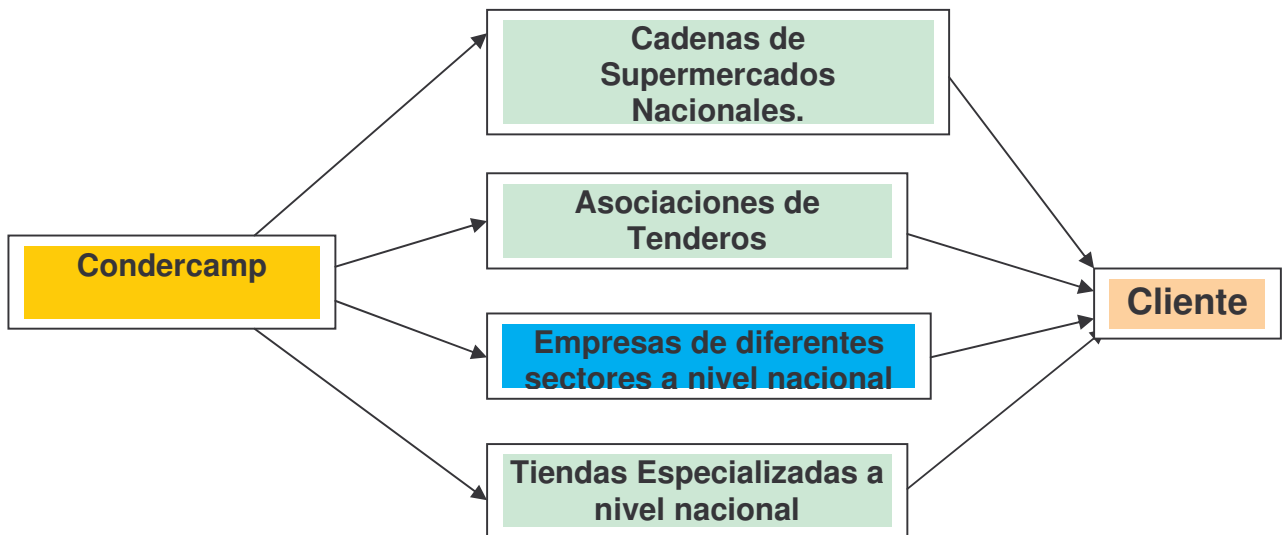 Cadenas de
Supermercados
Nacionales.
Asociaciones de
Tenderos
Condercamp
Cliente
Empresas de diferentes
sectores a nivel nacional
Tiendas Especializadas a
nivel nacional